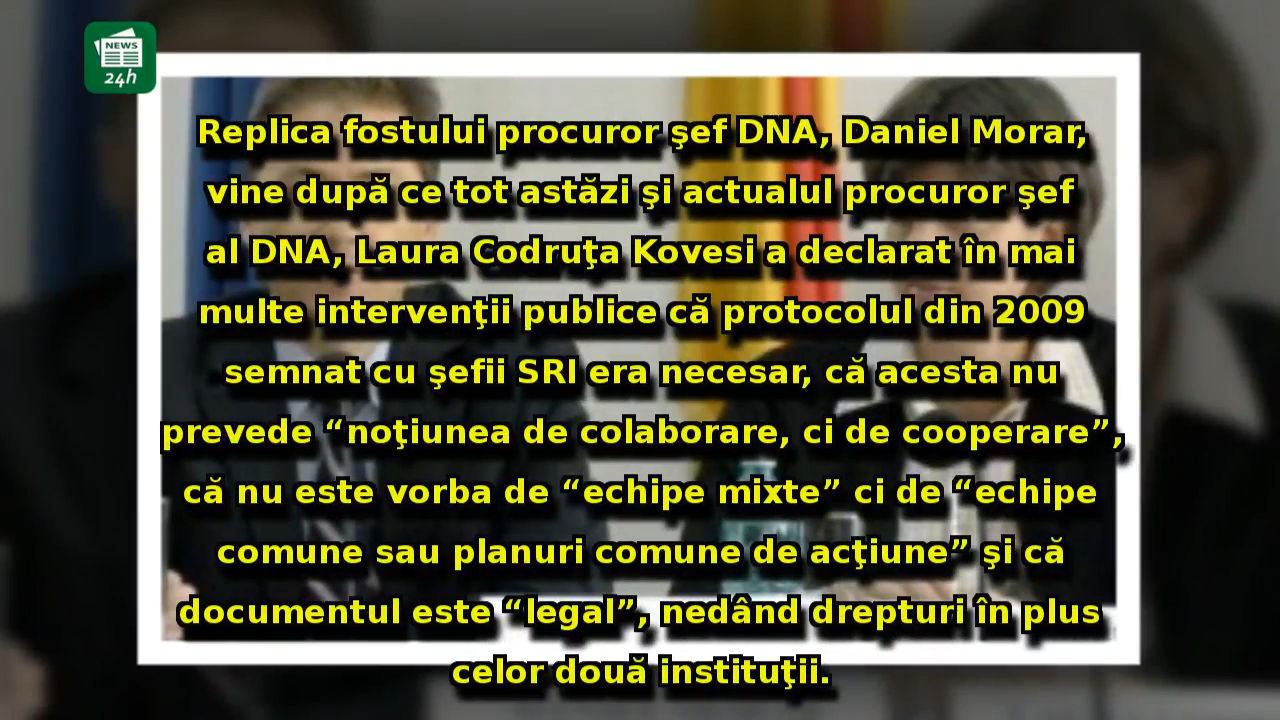 NEWS
24h
Replica fostului procuror şef DNA, Daniel Morar,
vine după ce tot astăzi şi actualul procuror şef
al DNA, Laura Codruţa Kovesi a declarat în mai
multe intervenţii publice că protocolul din 2009
semnat cu şefii SRI era necesar, că acesta nu
prevede “noţiunea de colaborare, ci de cooperare”,
că nu este vorba de “echipe mixte” ci de “echipe
comune sau planuri comune de acţiune” şi că
documentul este “legal”, nedând drepturi în plus
celor două instituţii.